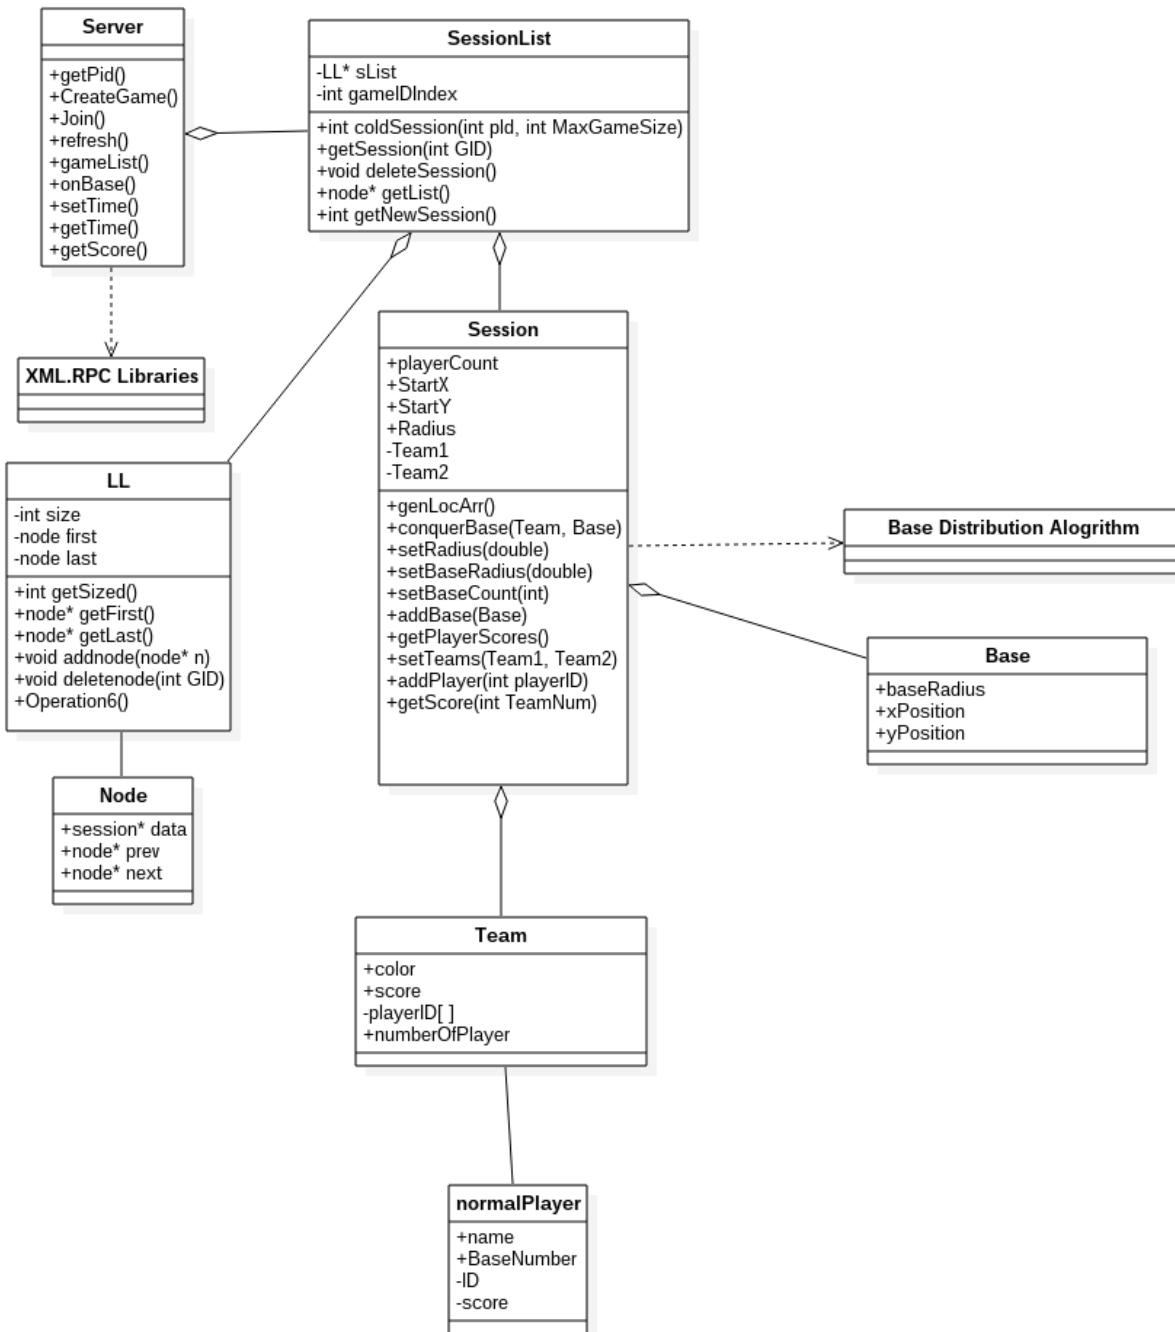 Server
+getPid()
+CreateGame()
+Join()
+refresh()
+gameList()
+onBase()
+setTime()
+getTime()
+getScore()
SessionList
-LL* sList
-int gameIDIndex
+int coldSession(int pId, int MaxGameSize)
+getSession(int GID)
+void deleteSession()
+node* getList()
+int getNewSession()
XML.RPC Libraries
Session
+playerCount
+StartX
+StartY
+Radius
-Team1
-Team2
+genLocArr()
+conquerBase(Team, Base)
+setRadius(double)
+setBaseRadius(double)
+setBaseCount(int)
+addBase(Base)
+getPlayerScores()
+setTeams(Team1, Team2)
+addPlayer(int playerID)
+getScore(int TeamNum)
LL
-int size
-node first
-node last
+int getSized()
+node* getFirst()
+node* getLast()
+void addnode(node* n)
+void deletenode(int GID)
+Operation6()
Base Distribution Alogrithm
Base
+baseRadius
+xPosition
+yPosition
Node
+session* data
+node* prev
+node* next
Team
+color
+score
-playerID[ ]
+numberOfPlayer
normalPlayer
+name
+BaseNumber
-ID
-score